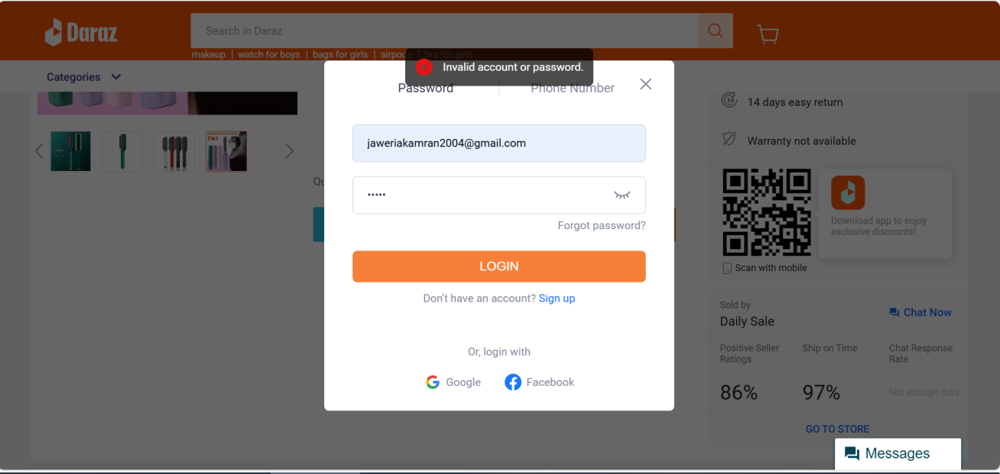 Daraz
Search in Daraz
makeup | watch for boys | bags for girls | airpods | bra for girls
Invalid account or password.
Categories
Password | Phone Number
jaweriakamran2004@gmail.com
•••••
Forgot password?
LOGIN
Don't have an account? Sign up
Or, login with
Google Facebook
14
14 days easy return
Warranty not available
Download app to enjoy
exclusive discounts!
Scan with mobile
Sold by
Daily Sale
Chat Now
Positive Seller
Ratings
Ship on Time
Chat Response
Rate
86%
97%
Not enough data
GO TO STORE
Messages